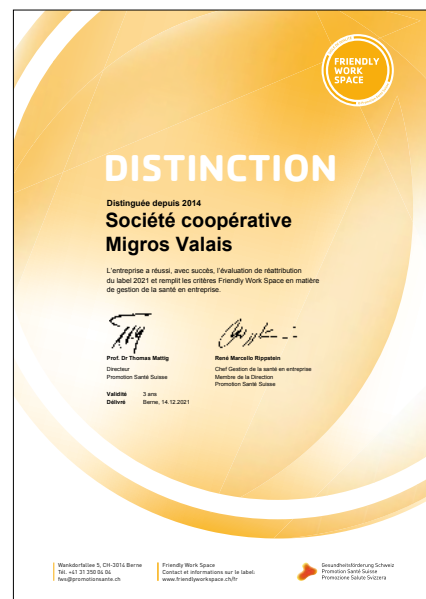 FRIENDLY
WORK
SPACE
DISTINCTION
Distinguée depuis 2014
Société coopérative
Migros Valais
L'entreprise a réussi, avec succès, l'évaluation de réattribution
du label 2021 et remplit les critères Friendly Work Space en matière
de gestion de la santé en entreprise.
Prof. Dr Thomas Mattig
Directeur
Promotion Santé Suisse
René Marcello Rippstein
Chef Gestion de la santé en entreprise
Membre de la Direction
Promotion Santé Suisse
Validité 3 ans
Délivré Berne, 14.12.2021
Wankdorfallee 5, CH-3014 Berne
Tél. +41 31 350 04 04
fws@promotionsante.ch
Friendly Work Space
Contact et informations sur le label:
www.friendlyworkspace.ch/fr
Gesundheitsförderung Schweiz
Promotion Santé Suisse
Promozione Salute Svizzera